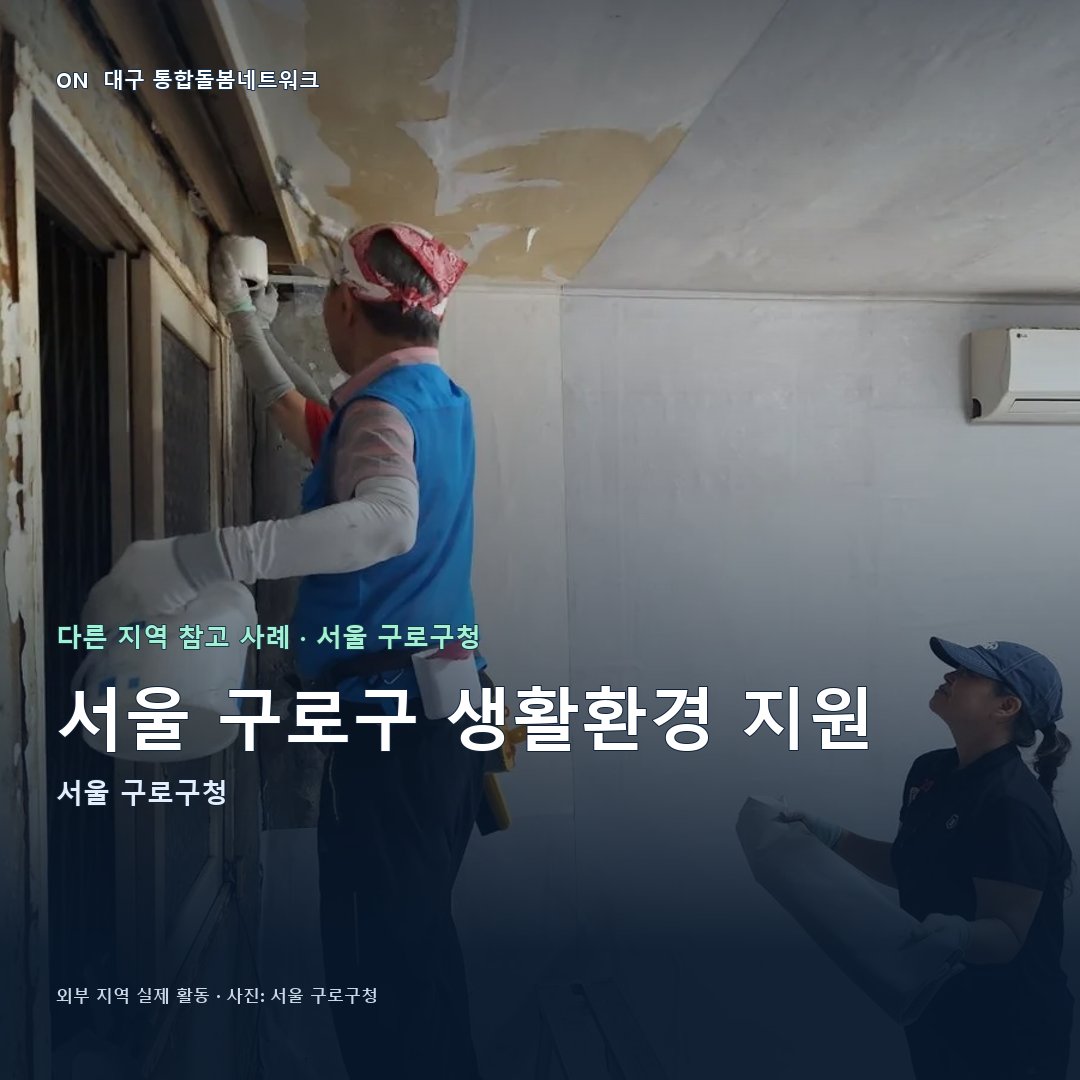 ON 대구 통합돌봄네트워크
다른 지역 참고 사례 · 서울 구로구청
서울 구로구 생활환경 지원
서울 구로구청
외부 지역 실제 활동 · 사진: 서울 구로구청